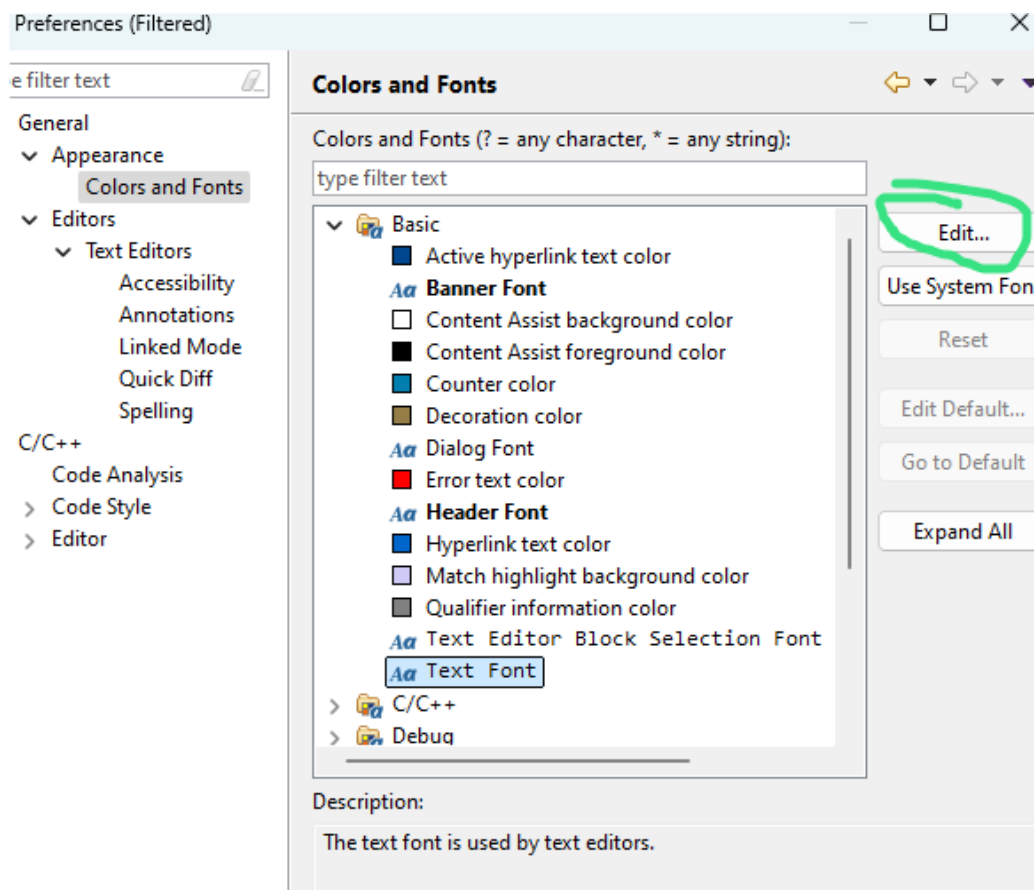 Preferences (Filtered)
e filter text
General
Appearance
Colors and Fonts
Editors
Text Editors
Accessibility
Annotations
Linked Mode
Quick Diff
Spelling
C/C++
Code Analysis
Code Style
Editor
Colors and Fonts
Colors and Fonts (? = any character, * = any string):
type filter text
Basic
Active hyperlink text color
Aa Banner Font
Content Assist background color
Content Assist foreground color
Counter color
Decoration color
Aa Dialog Font
Error text color
Aa Header Font
Hyperlink text color
Match highlight background color
Qualifier information color
Aa Text Editor Block Selection Font
Aa Text Font
C/C++
Debug
Edit...
Use System Fon
Reset
Edit Default...
Go to Default
Expand All
Description:
The text font is used by text editors.